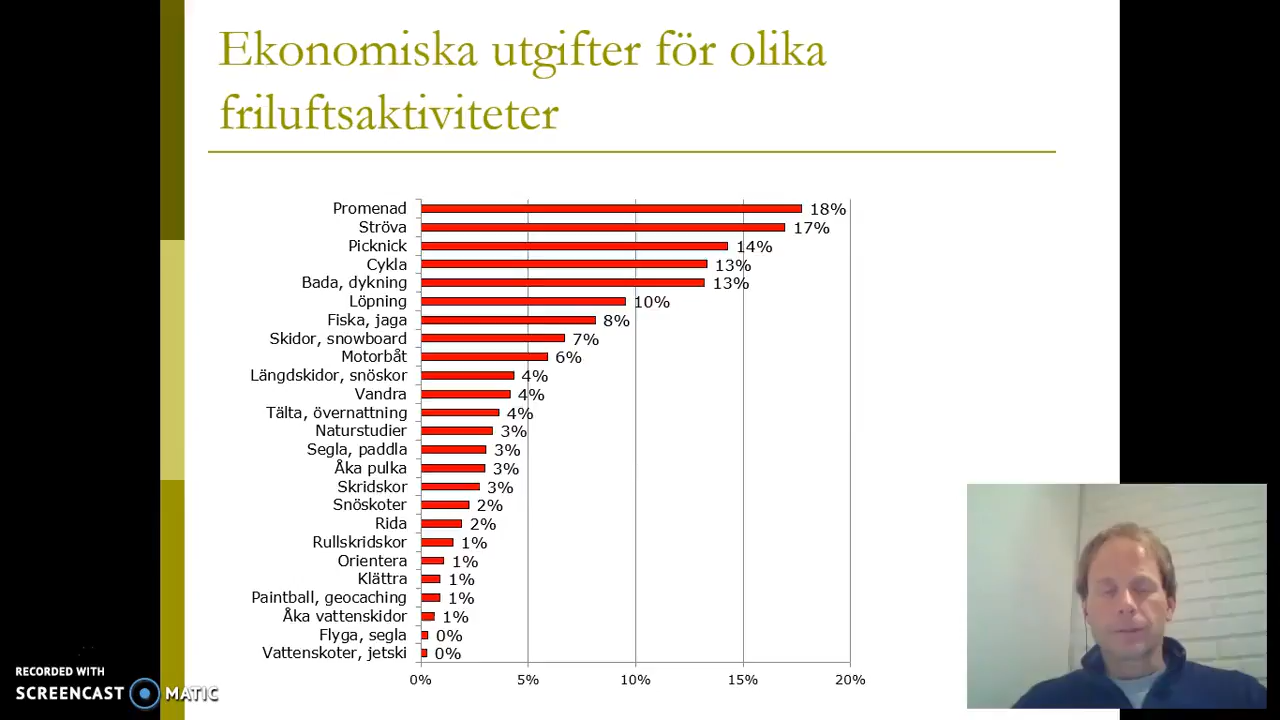 Ekonomiska utgifter för olika
friluftsaktiviteter
Promenad 18%
Ströva 17%
Picknick 14%
Cykla 13%
Bada, dykning 13%
Löpning 10%
Fiska, jaga 8%
Skidor, snowboard 7%
Motorbåt 6%
Längdskidor, snöskor 4%
Vandra 4%
Tälta, övernattning 4%
Naturstudier 3%
Segla, paddla 3%
Åka pulka 3%
Skridskor 3%
Snöskoter 2%
Rida 2%
Rullskridskor 1%
Orientera 1%
Klättra 1%
Paintball, geocaching 1%
Åka vattenskidor 1%
Flyga, segla 0%
Vattenskoter, jetski 0%
0% 5% 10% 15% 20%
RECORDED WITH
SCREENCAST MATIC